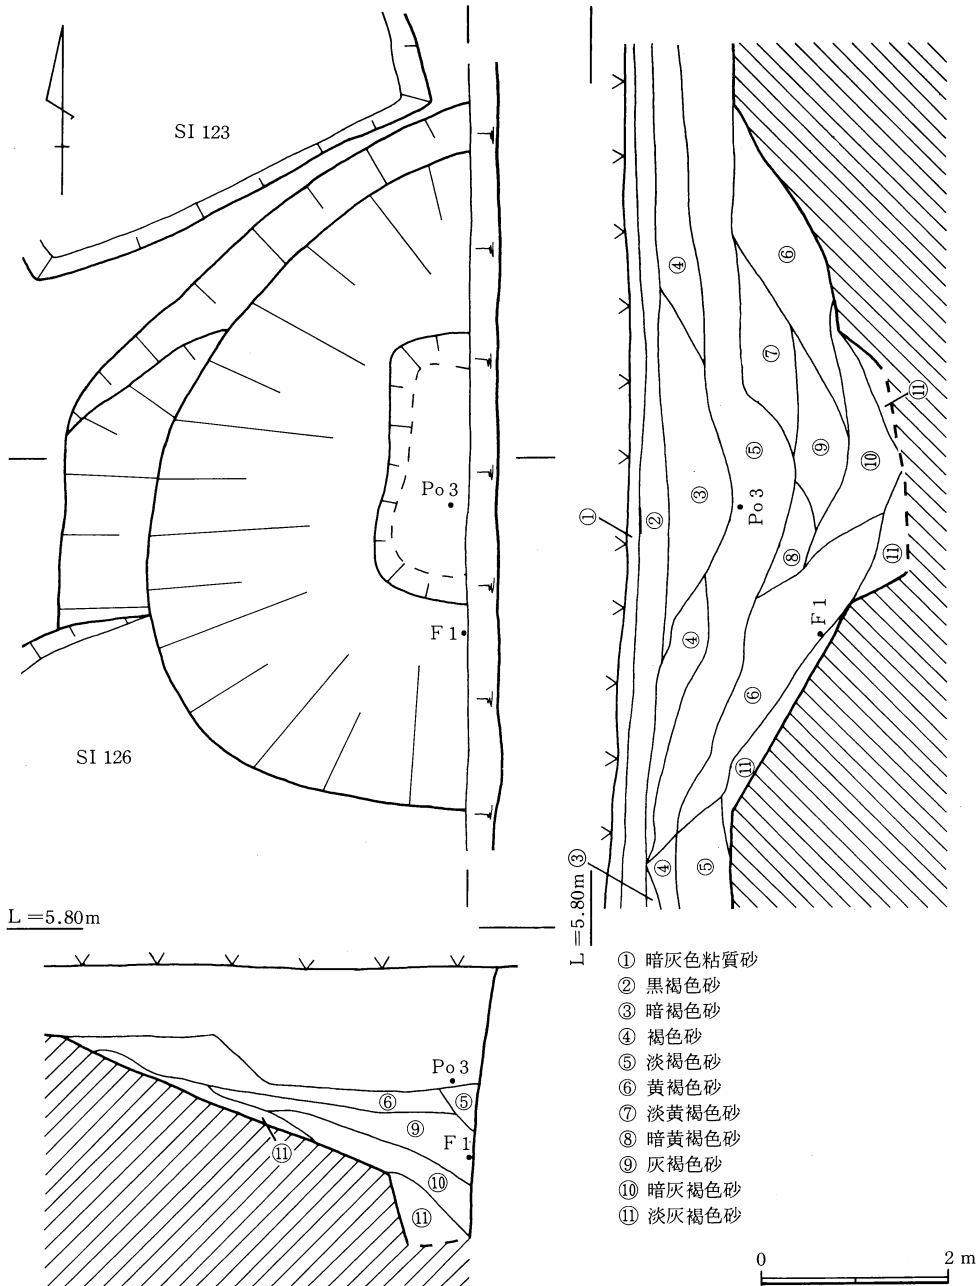 SI 123
Po 3
F 1
SI 126
④
⑥
⑦
⑪
⑤
⑨
⑩
③
Po 3
①
②
⑧
⑪
F 1
④
⑥
⑪
③
④
⑤
L=5.80m
L=5.80m
Po 3
⑥
⑤
⑨
F 1
⑪
⑩
⑪
① 暗灰色粘質砂
② 黒褐色砂
③ 暗褐色砂
④ 褐色砂
⑤ 淡褐色砂
⑥ 黄褐色砂
⑦ 淡黄褐色砂
⑧ 暗黄褐色砂
⑨ 灰褐色砂
⑩ 暗灰褐色砂
⑪ 淡灰褐色砂
0 2 m